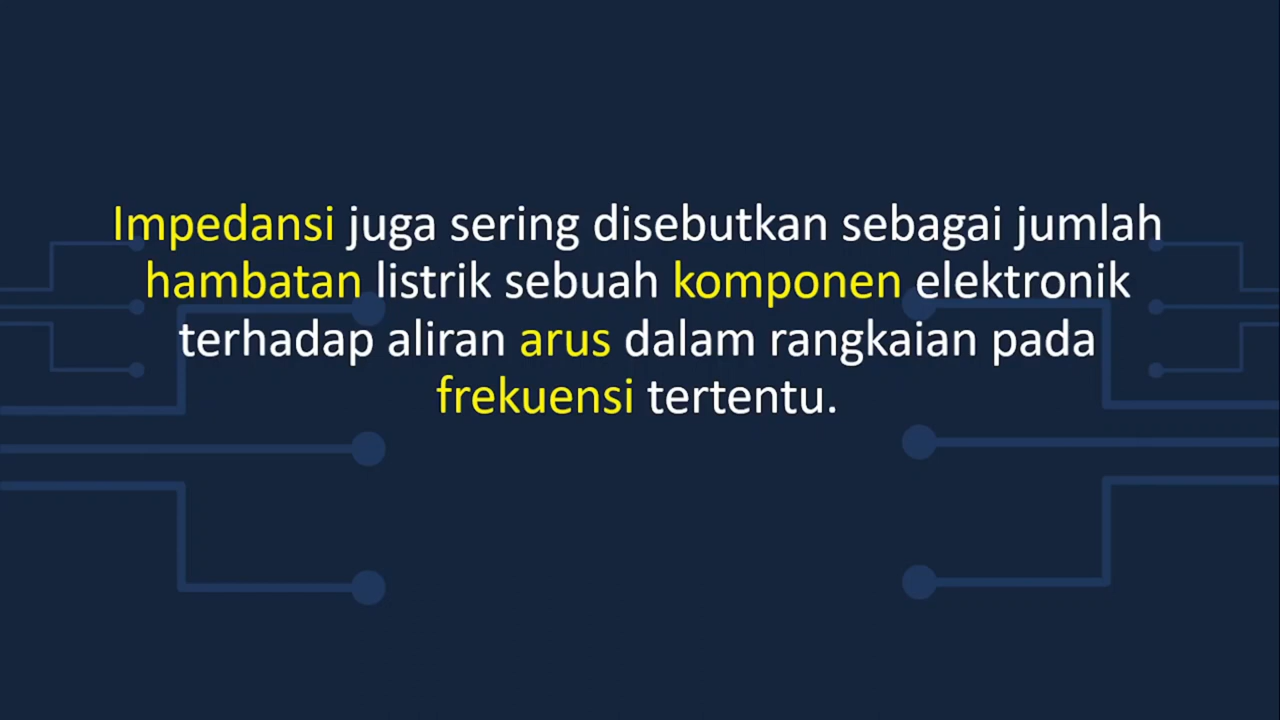 Impedansi juga sering disebutkan sebagai jumlah
hambatan listrik sebuah komponen elektronik
terhadap aliran arus dalam rangkaian pada
frekuensi tertentu.